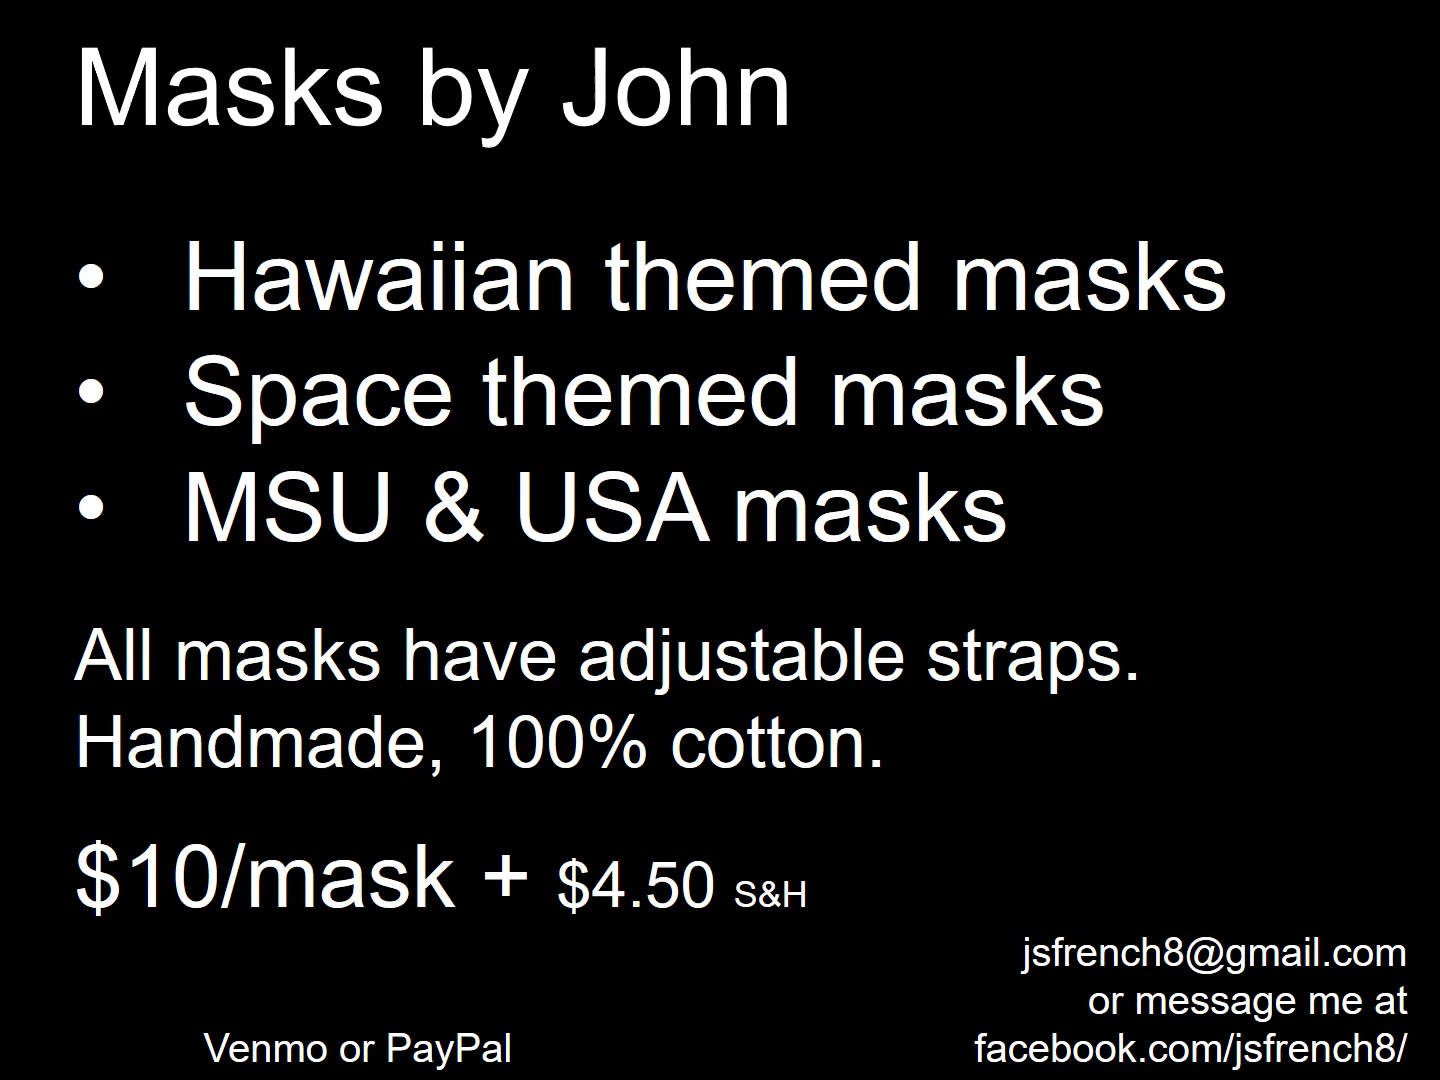 Masks by John
• Hawaiian themed masks
• Space themed masks
• MSU & USA masks
All masks have adjustable straps.
Handmade, 100% cotton.
$10/mask + $4.50 S&H
jsfrench8@gmail.com
or message me at
facebook.com/jsfrench8/
Venmo or PayPal